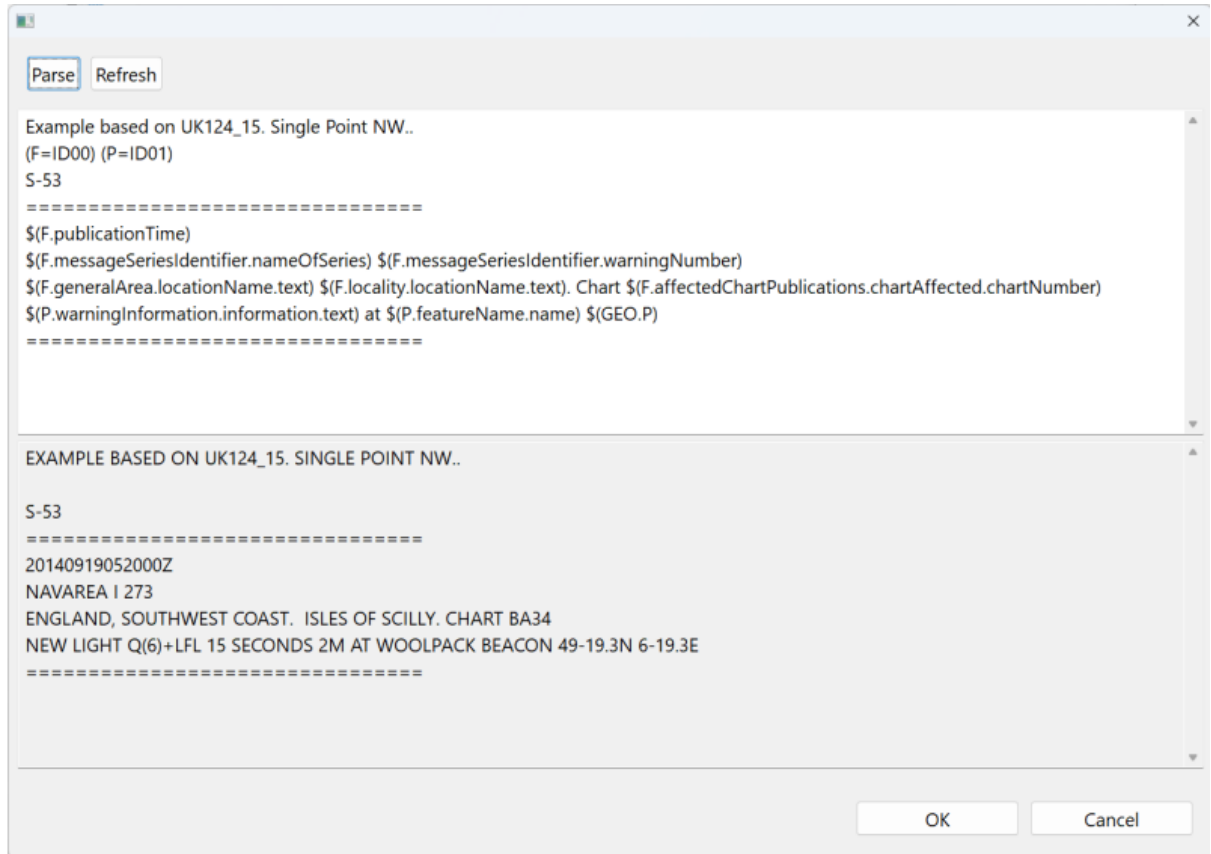 Parse Refresh
Example based on UK124_15. Single Point NW..
(F=ID00) (P=ID01)
S-53
================================
$(F.publicationTime)
$(F.messageSeriesIdentifier.nameOfSeries) $(F.messageSeriesIdentifier.warningNumber)
$(F.generalArea.locationName.text) $(F.locality.locationName.text). Chart $(F.affectedChartPublications.chartAffected.chartNumber)
$(P.warningInformation.information.text) at $(P.featureName.name) $(GEO.P)
================================
EXAMPLE BASED ON UK124_15. SINGLE POINT NW..
S-53
================================
20140919052000Z
NAVAREA I 273
ENGLAND, SOUTHWEST COAST.  ISLES OF SCILLY. CHART BA34
NEW LIGHT Q(6)+LFL 15 SECONDS 2M AT WOOLPACK BEACON 49-19.3N 6-19.3E
================================
OK Cancel